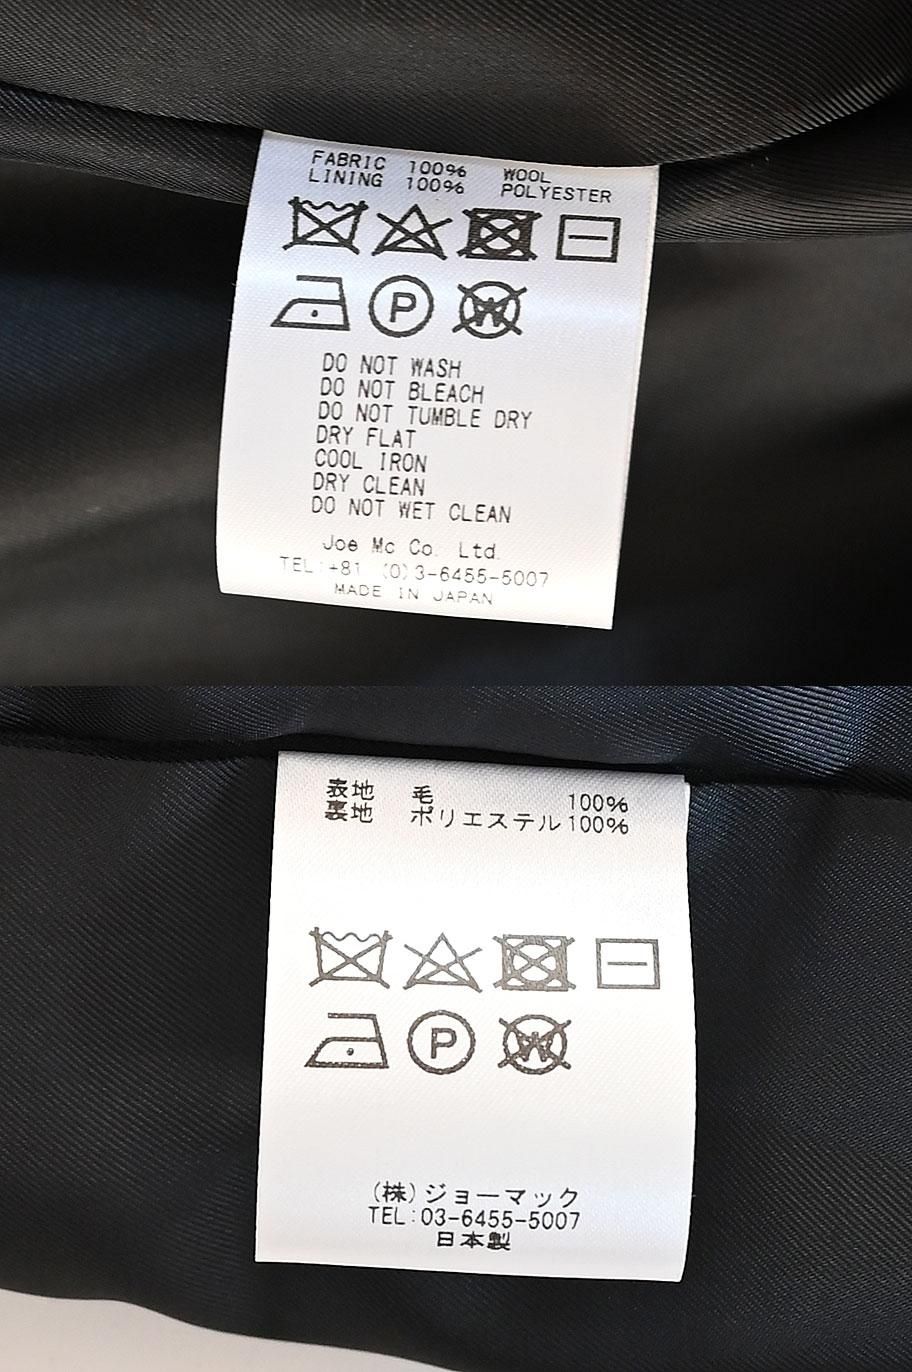 FABRIC 100% WOOL
LINING 100% POLYESTER
P W
DO NOT WASH
DO NOT BLEACH
DO NOT TUMBLE DRY
DRY FLAT
COOL IRON
DRY CLEAN
DO NOT WET CLEAN
Joe Mc Co. Ltd.
TEL:+81 (0)3-6455-5007
MADE IN JAPAN
表地 毛 100%
裏地 ポリエステル 100%
P W
(株)ジョーマック
TEL:03-6455-5007
日本製